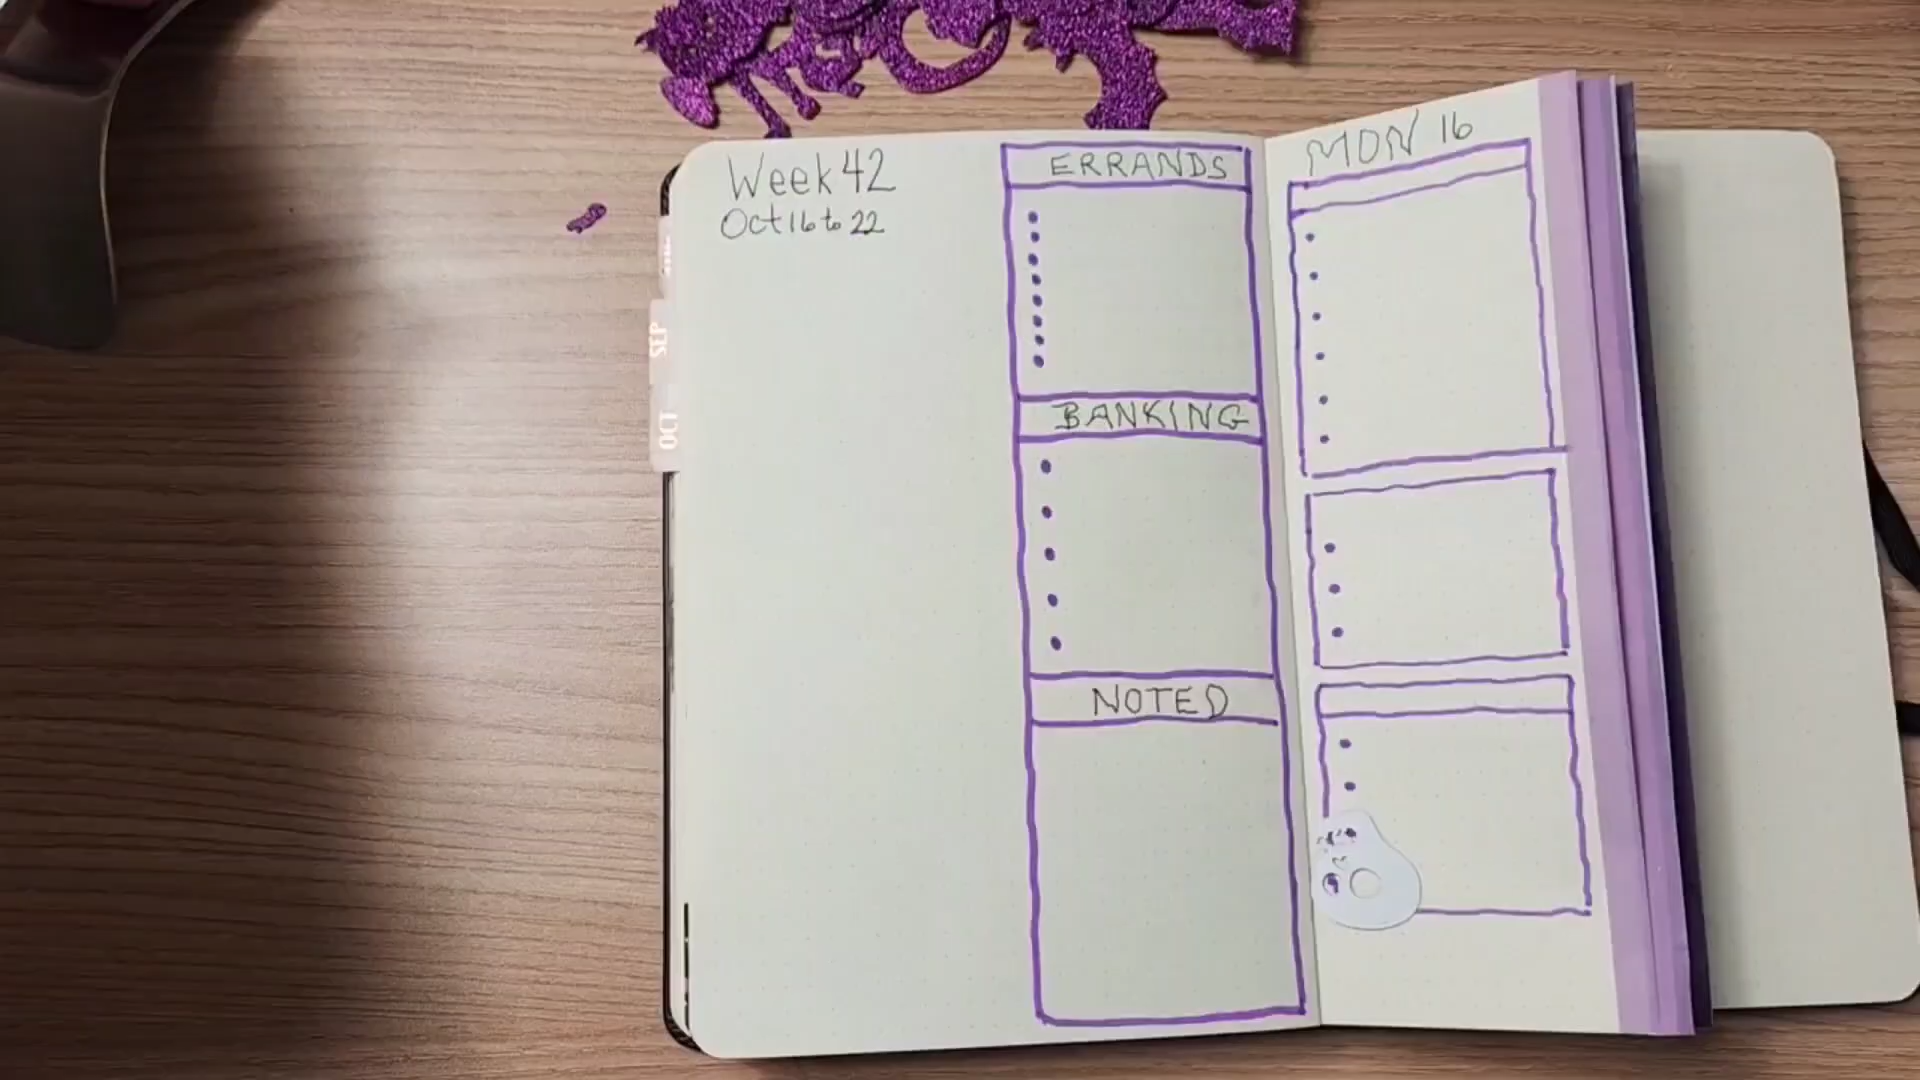 Week 42
Oct 16 to 22
ERRANDS
BANKING
NOTED
MON 16
SEP
OCT